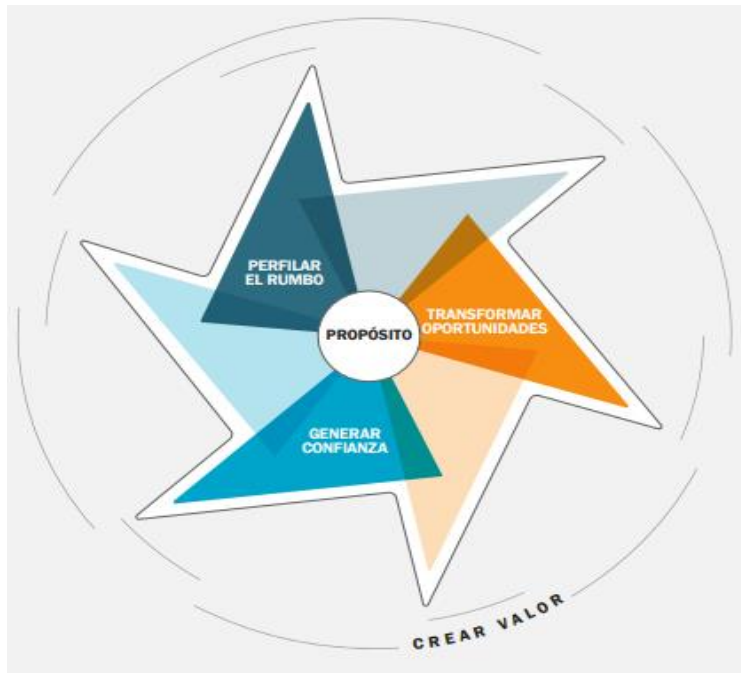 PERFILAR
EL RUMBO
TRANSFORMAR
OPORTUNIDADES
PROPÓSITO
GENERAR
CONFIANZA
CREAR VALOR